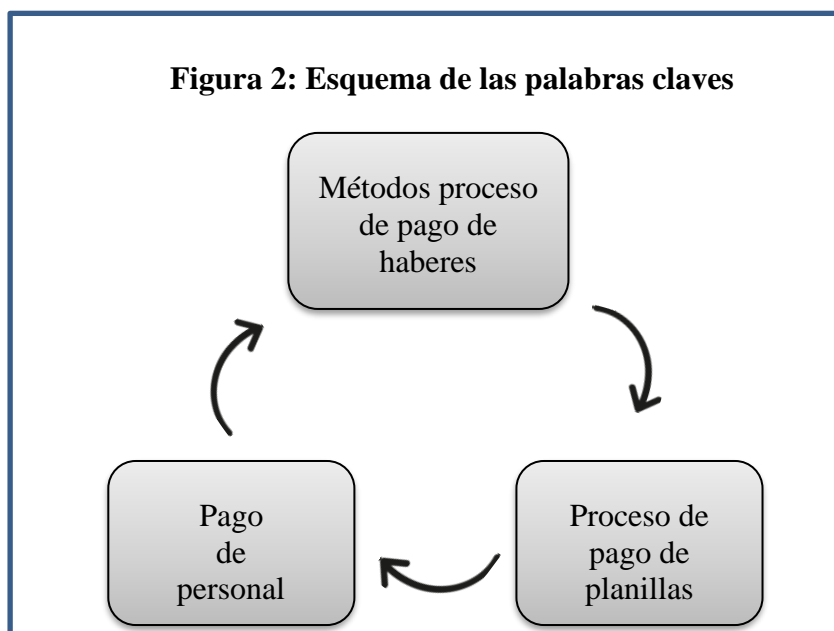 Figura 2: Esquema de las palabras claves
Métodos proceso
de pago de
haberes
Pago
de
personal
Proceso de
pago de
planillas